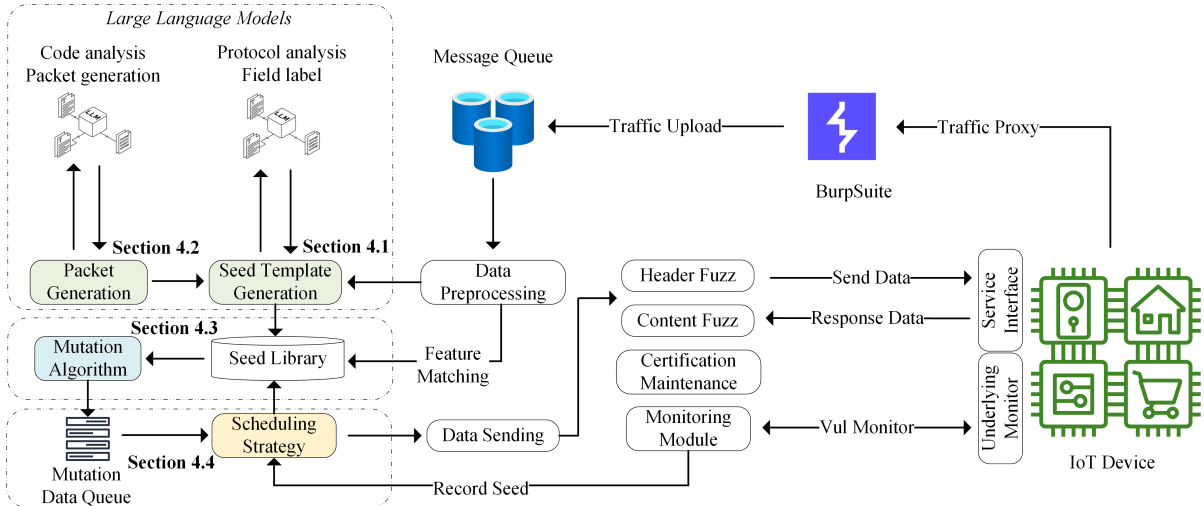 Large Language Models
Code analysis
Packet generation
Protocol analysis
Field label
LLM
LLM
Message Queue
Traffic Upload
BurpSuite
Traffic Proxy
Section 4.2
Section 4.1
Packet
Generation
Seed Template
Generation
Data
Preprocessing
Header Fuzz
Send Data
Service
Interface
Content Fuzz
Response Data
Section 4.3
Mutation
Algorithm
Seed Library
Feature
Matching
Certification
Maintenance
Underlying
Monitor
Scheduling
Strategy
Data Sending
Monitoring
Module
Vul Monitor
IoT Device
Section 4.4
Mutation
Data Queue
Record Seed